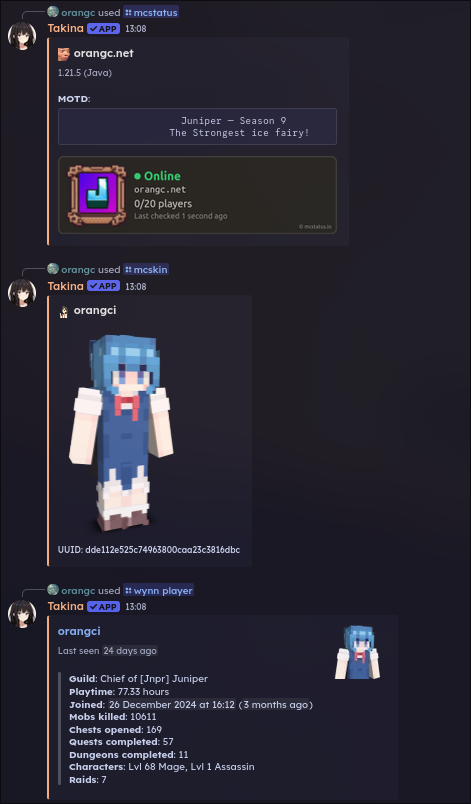 orangc used mcstatus
Takina ✓ APP 13:08
orangc.net
1.21.5 (Java)
MOTD:
Juniper — Season 9
The Strongest ice fairy!
Online
orangc.net
0/20 players
Last checked 1 second ago
© mcstatus.io
orangc used mcskin
Takina ✓ APP 13:08
orangci
UUID: dde112e525c74963800caa23c3816dbc
orangc used wynn player
Takina ✓ APP 13:08
orangci
Last seen 24 days ago
Guild: Chief of [Jnpr] Juniper
Playtime: 77.33 hours
Joined: 26 December 2024 at 16:12 (3 months ago)
Mobs killed: 10611
Chests opened: 169
Quests completed: 57
Dungeons completed: 11
Characters: Lvl 68 Mage, Lvl 1 Assassin
Raids: 7